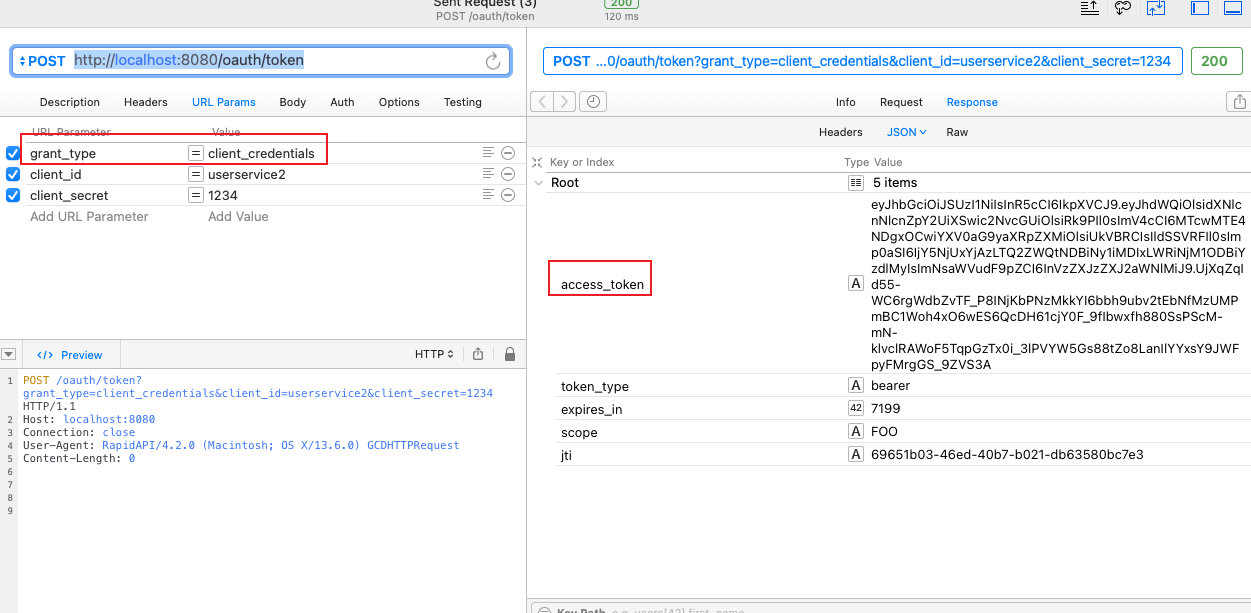 Sent Request (3)
POST /oauth/token
200
120 ms
POST http://localhost:8080/oauth/token
POST ...0/oauth/token?grant_type=client_credentials&client_id=userservice2&client_secret=1234
200
Description Headers URL Params Body Auth Options Testing
Info Request Response
Headers JSON Raw
URL Parameter Value
grant_type = client_credentials
client_id = userservice2
client_secret = 1234
Add URL Parameter Add Value
Key or Index Type Value
Root 5 items
access_token A
d55-
mN-
token_type A bearer
expires_in 42 7199
scope A FOO
jti A 69651b03-46ed-40b7-b021-db63580bc7e3
</> Preview HTTP
1 POST /oauth/token?
grant_type=client_credentials&client_id=userservice2&client_secret=1234
HTTP/1.1
2 Host: localhost:8080
3 Connection: close
4 User-Agent: RapidAPI/4.2.0 (Macintosh; OS X/13.6.0) GCDHTTPRequest
5 Content-Length: 0
6
7
8
9
Key Path e.g. users[42].first_name